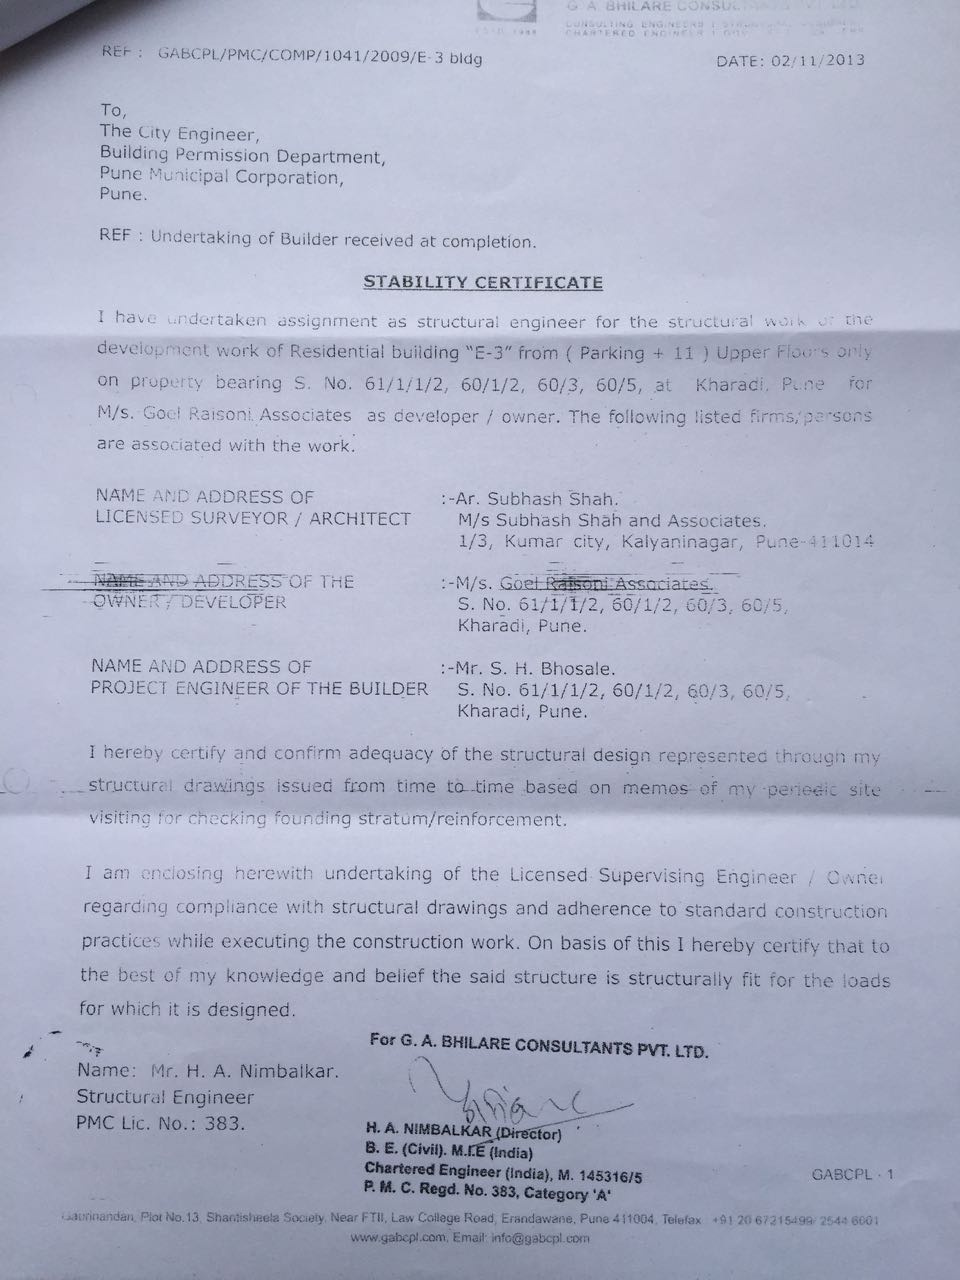 G. A. BHILARE CONSUL
CONSULTING ENGINEERS
CHARTERED ENGINEER
REF : GABCPL/PMC/COMP/1041/2009/E-3 bldg
DATE: 02/11/2013
To,
The City Engineer,
Building Permission Department,
Pune Municipal Corporation,
Pune.
REF : Undertaking of Builder received at completion.
STABILITY CERTIFICATE
I have undertaken assignment as structural engineer for the structural work of the
development work of Residential building "E-3" from ( Parking + 11 ) Upper Floors only
on property bearing S. No. 61/1/1/2, 60/1/2, 60/3, 60/5, at Kharadi, Pune for
M/s. Goel Raisoni Associates as developer / owner. The following listed firms/persons
are associated with the work.
NAME AND ADDRESS OF :-Ar. Subhash Shah.
LICENSED SURVEYOR / ARCHITECT M/s Subhash Shah and Associates.
1/3, Kumar city, Kalyaninagar, Pune-411014
NAME AND ADDRESS OF THE :-M/s. Goel Raisoni Associates.
OWNER / DEVELOPER S. No. 61/1/1/2, 60/1/2, 60/3, 60/5,
Kharadi, Pune.
NAME AND ADDRESS OF :-Mr. S. H. Bhosale.
PROJECT ENGINEER OF THE BUILDER S. No. 61/1/1/2, 60/1/2, 60/3, 60/5,
Kharadi, Pune.
I hereby certify and confirm adequacy of the structural design represented through my
structural drawings issued from time to time based on memos of my periodic site
visiting for checking founding stratum/reinforcement.
I am enclosing herewith undertaking of the Licensed Supervising Engineer / Owner
regarding compliance with structural drawings and adherence to standard construction
practices while executing the construction work. On basis of this I hereby certify that to
the best of my knowledge and belief the said structure is structurally fit for the loads
for which it is designed.
For G. A. BHILARE CONSULTANTS PVT. LTD.
Name: Mr. H. A. Nimbalkar.
Structural Engineer
PMC Lic. No.: 383.
H. A. NIMBALKAR (Director)
B. E. (Civil). M.I.E (India)
Chartered Engineer (India), M. 145316/5
P. M. C. Regd. No. 383, Category 'A'
GABCPL - 1
Gaurinandan, Plot No.13, Shantisheela Society, Near FTII, Law College Road, Erandawane, Pune 411004, Telefax +91 20 67215499/ 2544 6001
www.gabcpl.com, Email: info@gabcpl.com